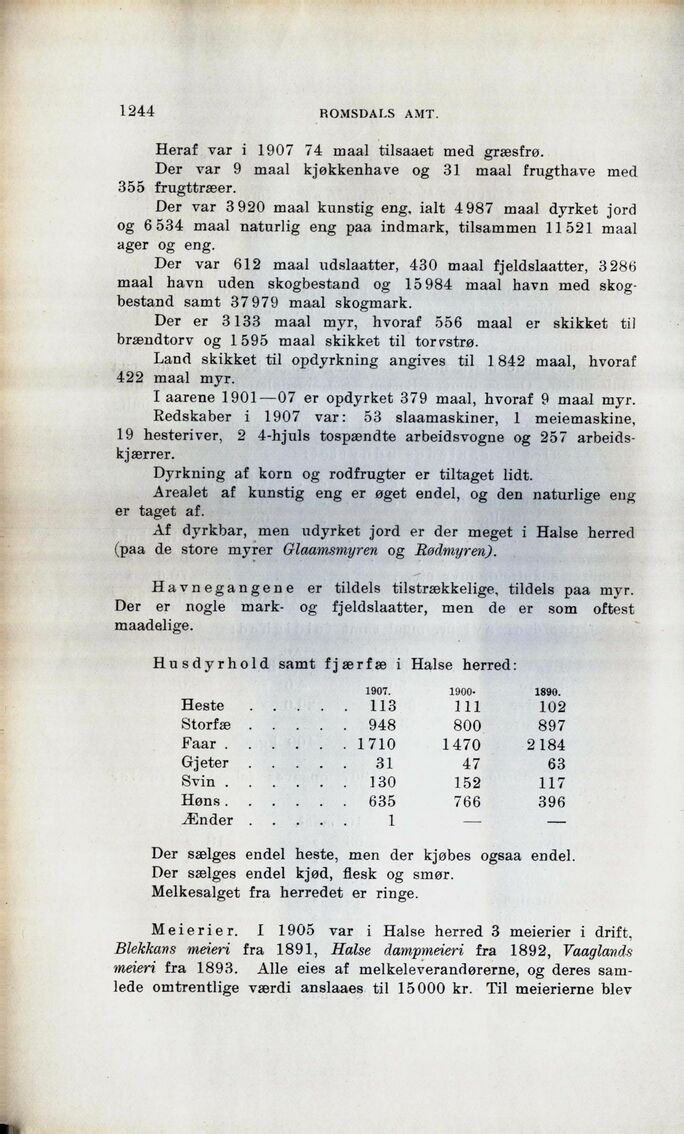 1244 ROMSDALS AMT.
Heraf var i 1907 74 maal tilsaaet med græsfrø.
Der var 9 maal kjøkkenhave og 31 maal frugthave med
355 frugttræer.
Der var 3 920 maal kunstig eng, ialt 4 987 maal dyrket jord
og 6 534 maal naturlig eng paa indmark, tilsammen 11 521 maal
ager og eng.
Der var 612 maal udslaatter, 430 maal fjeldslaatter, 3 286
maal havn uden skogbestand og 15 984 maal havn med skog-
bestand samt 37 979 maal skogmark.
Der er 3 133 maal myr, hvoraf 556 maal er skikket til
brændtorv og 1 595 maal skikket til torvstrø.
Land skikket til opdyrkning angives til 1 842 maal, hvoraf
422 maal myr.
I aarene 1901—07 er opdyrket 379 maal, hvoraf 9 maal myr.
Redskaber i 1907 var: 53 slaamaskiner, 1 meiemaskine,
19 hesteriver, 2 4-hjuls tospændte arbeidsvogne og 257 arbeids-
kjærrer.
Dyrkning af korn og rodfrugter er tiltaget lidt.
Arealet af kunstig eng er øget endel, og den naturlige eng
er taget af.
Af dyrkbar, men udyrket jord er der meget i Halse herred
(paa de store myrer Glaamsmyren og Rødmyren).
Havnegangene er tildels tilstrækkelige, tildels paa myr.
Der er nogle mark- og fjeldslaatter, men de er som oftest
maadelige.
Husdyrhold samt fjærfæ i Halse herred:
1907. 1900. 1890.
Heste . . . . . 113 111 102
Storfæ . . . . . 948 800 897
Faar . . . . . . 1 710 1 470 2 184
Gjeter . . . . . 31 47 63
Svin . . . . . . 130 152 117
Høns . . . . . . 635 766 396
Ænder . . . . . 1 — —
Der sælges endel heste, men der kjøbes ogsaa endel.
Der sælges endel kjød, flesk og smør.
Melkesalget fra herredet er ringe.
Meierier. I 1905 var i Halse herred 3 meierier i drift,
Blekkans meieri fra 1891, Halse dampmeieri fra 1892, Vaaglands
meieri fra 1893. Alle eies af melkeleverandørerne, og deres sam-
lede omtrentlige værdi anslaaes til 15 000 kr. Til meierierne blev